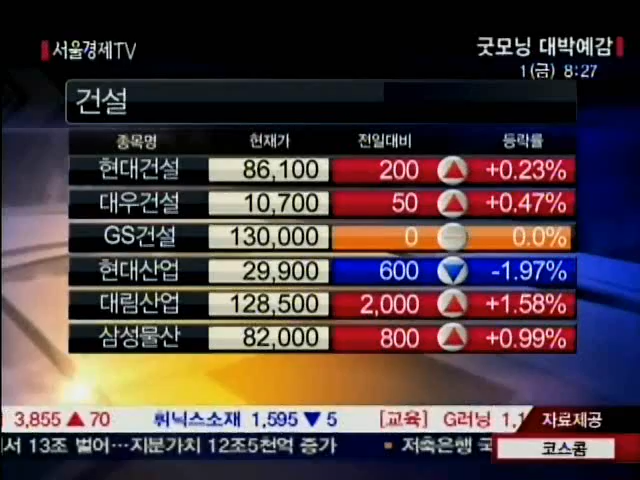 서울경제TV
굿모닝 대박예감
1(금) 8:27
건설
종목명 현재가 전일대비 등락률
현대건설 86,100 200 ▲ +0.23%
대우건설 10,700 50 ▲ +0.47%
GS건설 130,000 0 0.0%
현대산업 29,900 600 ▼ -1.97%
대림산업 128,500 2,000 ▲ +1.58%
삼성물산 82,000 800 ▲ +0.99%
3,855 ▲ 70 휘닉스소재 1,595 ▼ 5 [교육] G러닝
자료제공
서 13조 벌어…지분가치 12조5천억 증가 ▪ 저축은행
코스콤